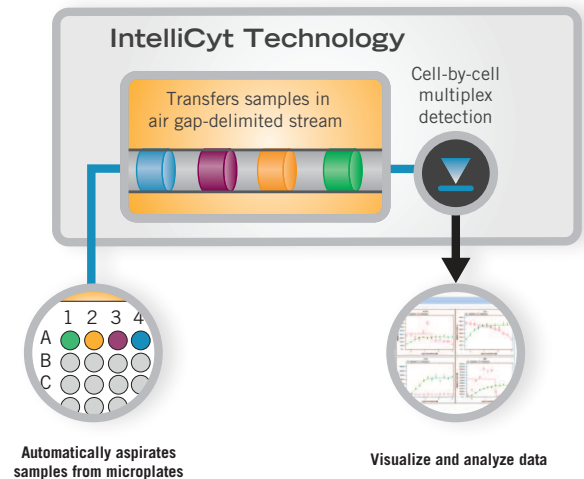 IntelliCyt Technology
Transfers samples in
air gap-delimited stream
Cell-by-cell
multiplex
detection
1 2 3 4
A
B
C
Automatically aspirates
samples from microplates
Visualize and analyze data